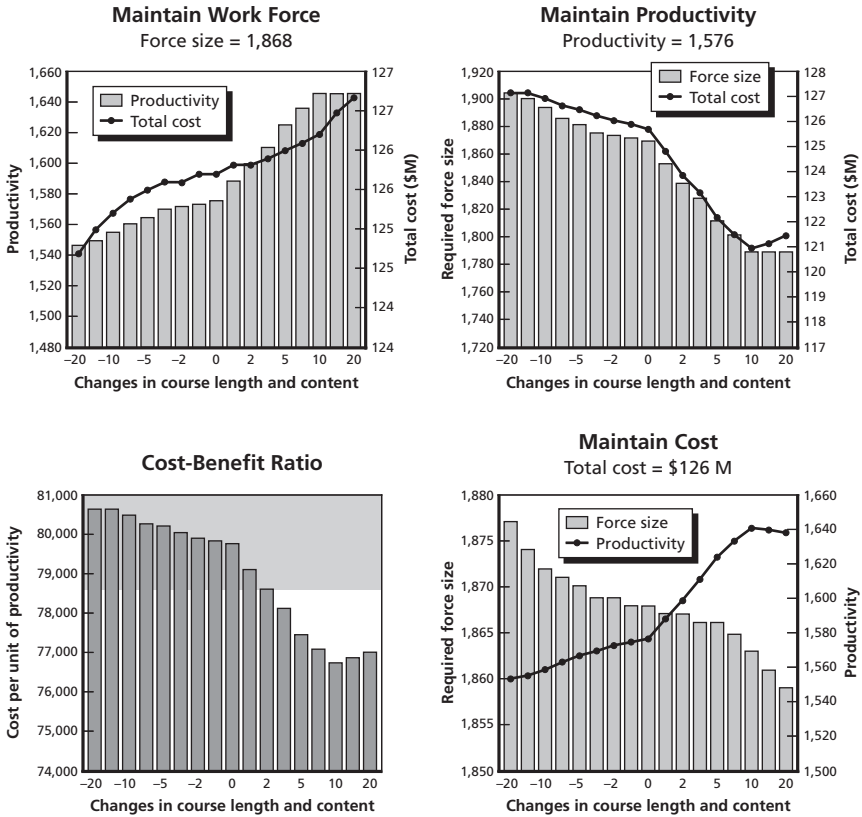 Maintain Work Force
Force size = 1,868
Productivity
Total cost
1,660
1,640
1,620
1,600
1,580
1,560
1,540
1,520
1,500
1,480
Productivity
127
127
126
126
125
125
124
124
Total cost ($M)
–20 –10 –5 –2 0 2 5 10 20
Changes in course length and content
Maintain Productivity
Productivity = 1,576
Force size
Total cost
1,920
1,900
1,880
1,860
1,840
1,820
1,800
1,780
1,760
1,740
1,720
Required force size
128
127
126
125
124
123
122
121
120
119
118
117
Total cost ($M)
–20 –10 –5 –2 0 2 5 10 20
Changes in course length and content
Cost-Benefit Ratio
81,000
80,000
79,000
78,000
77,000
76,000
75,000
74,000
Cost per unit of productivity
–20 –10 –5 –2 0 2 5 10 20
Changes in course length and content
Maintain Cost
Total cost = $126 M
Force size
Productivity
1,880
1,875
1,870
1,865
1,860
1,855
1,850
Required force size
1,660
1,640
1,620
1,600
1,580
1,560
1,540
1,520
1,500
Productivity
–20 –10 –5 –2 0 2 5 10 20
Changes in course length and content